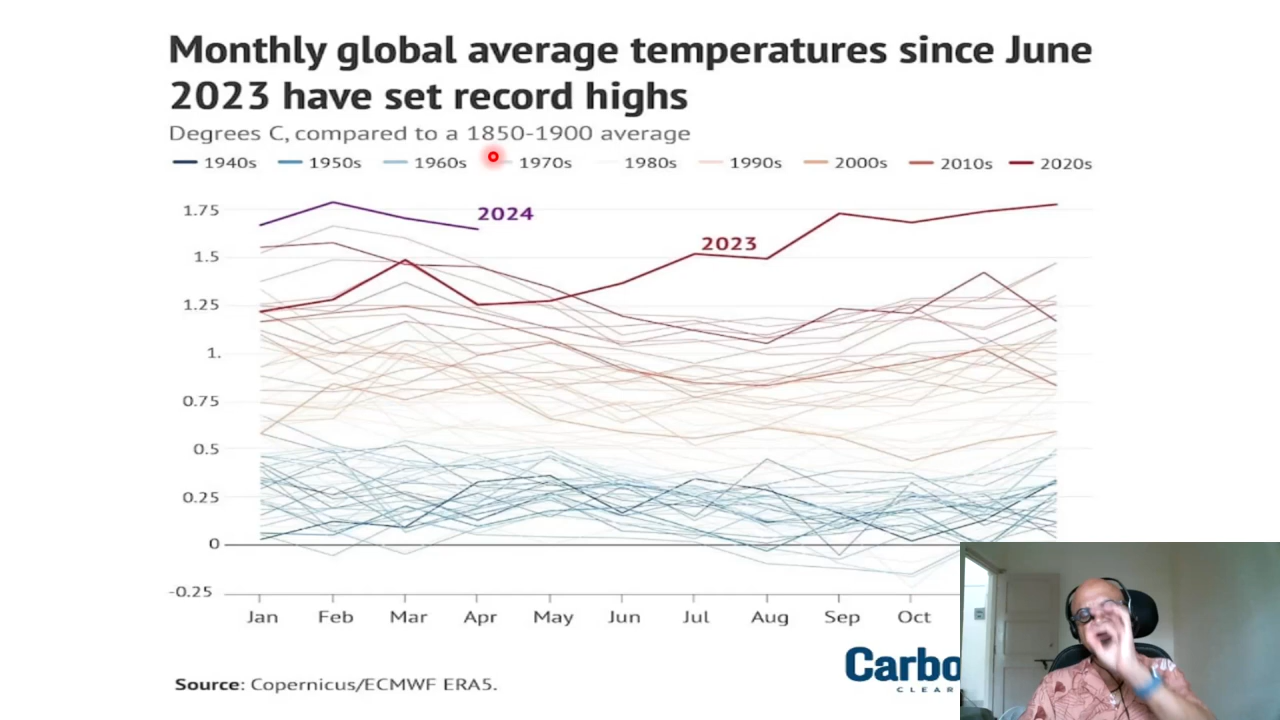 Monthly global average temperatures since June
2023 have set record highs
Degrees C, compared to a 1850-1900 average
1940s 1950s 1960s 1970s 1980s 1990s 2000s 2010s 2020s
1.75
2024
2023
1.5
1.25
1.
0.75
0.5
0.25
0
-0.25
Jan Feb Mar Apr May Jun Jul Aug Sep Oct
Carbo
CLEAR
Source: Copernicus/ECMWF ERA5.